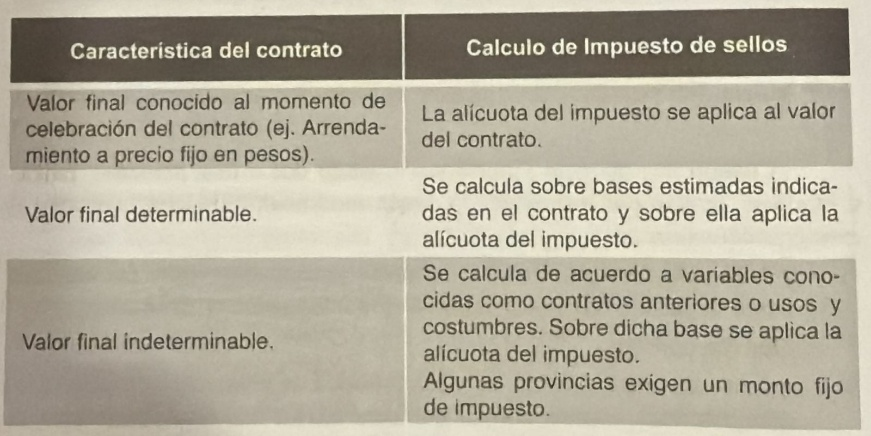 Característica del contrato
Calculo de Impuesto de sellos
Valor final conocido al momento de
celebración del contrato (ej. Arrenda-
miento a precio fijo en pesos).
La alícuota del impuesto se aplica al valor
del contrato.
Valor final determinable.
Se calcula sobre bases estimadas indica-
das en el contrato y sobre ella aplica la
alícuota del impuesto.
Valor final indeterminable.
Se calcula de acuerdo a variables cono-
cidas como contratos anteriores o usos y
costumbres. Sobre dicha base se aplica la
alícuota del impuesto.
Algunas provincias exigen un monto fijo
de impuesto.